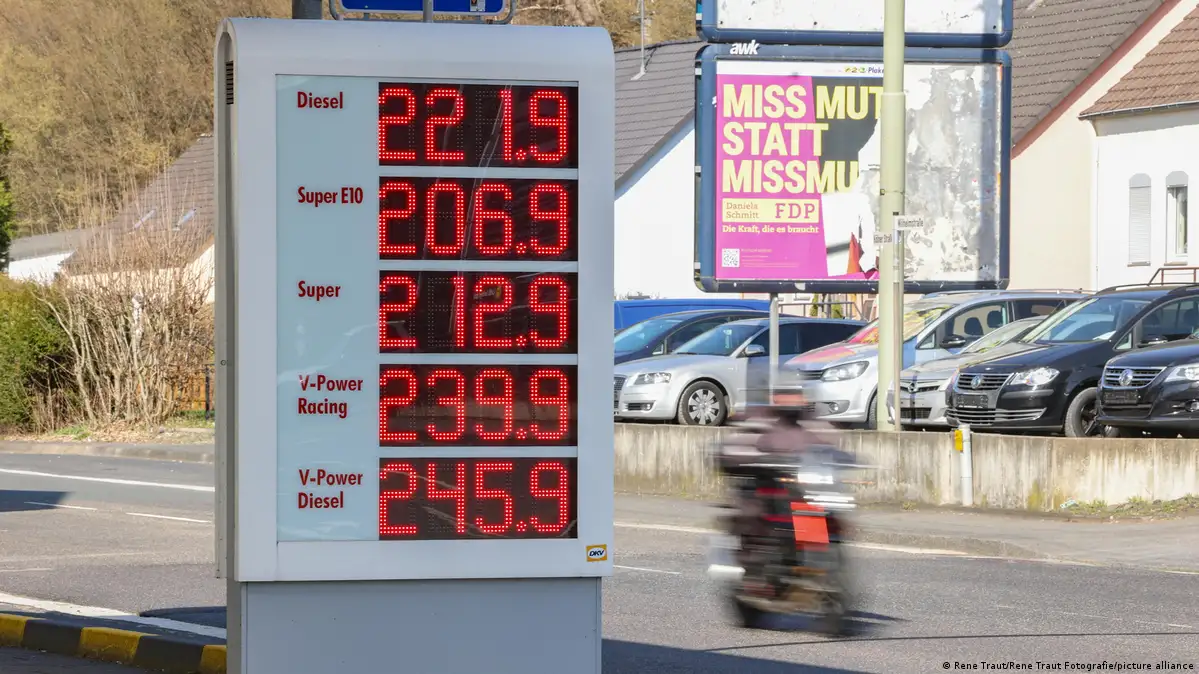 Diesel 221.9
Super E10 206.9
Super 212.9
V-Power
Racing 239.9
V-Power
Diesel 245.9
DKV
awk
MISS MUT
STATT
MISSMU
Daniela
Schmitt
FDP
Die Kraft, die es braucht
Wilhelmstraße
© Rene Traut/Rene Traut Fotografie/picture alliance